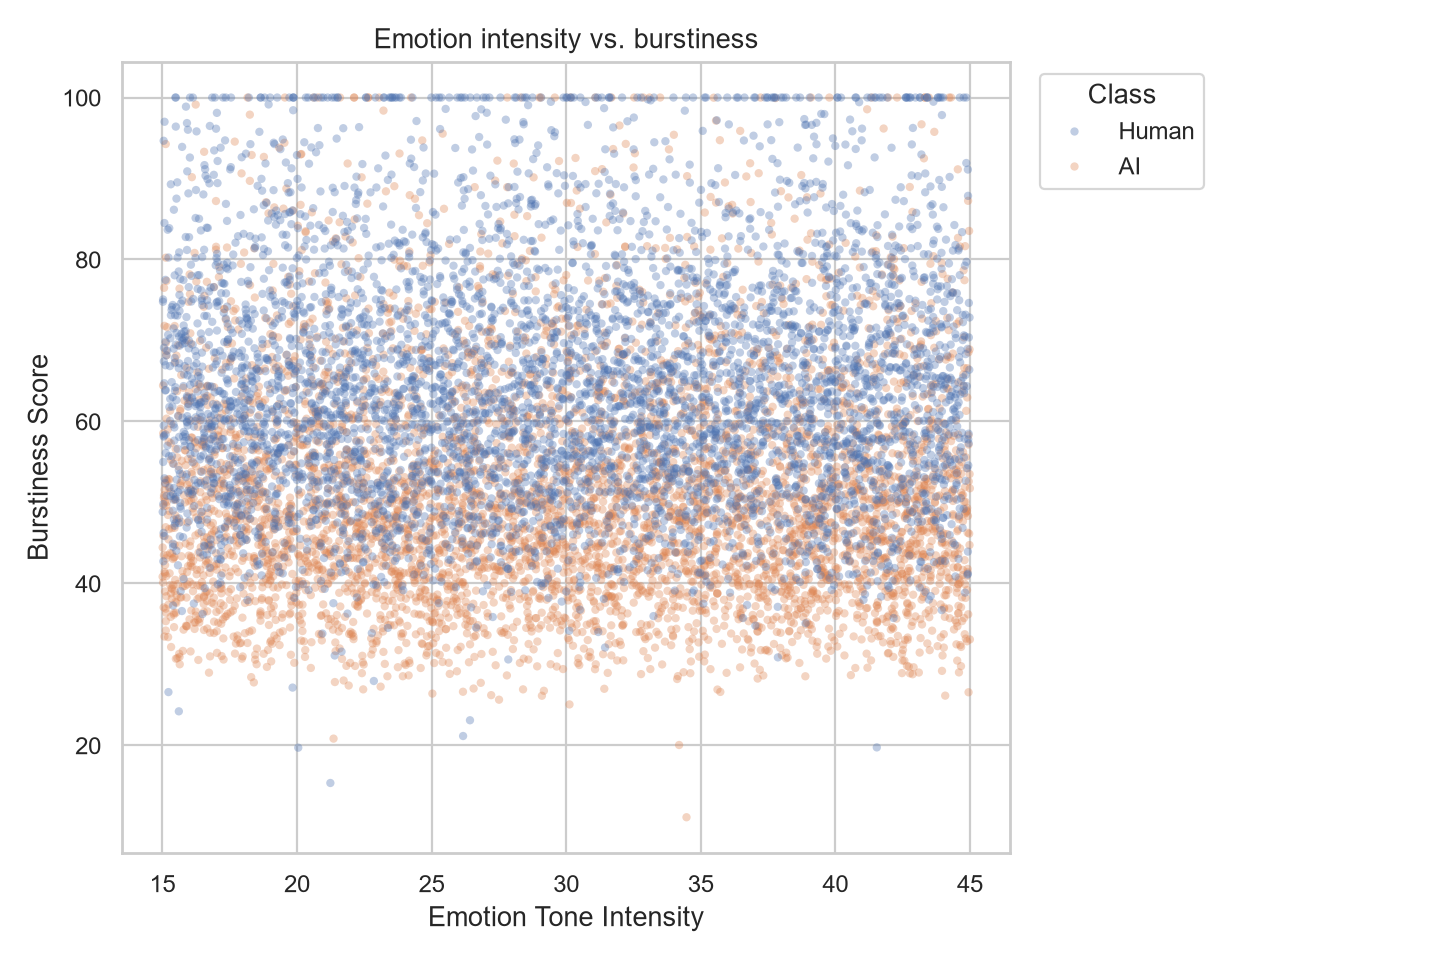 Emotion intensity vs. burstiness
Class
Human
AI
100
80
60
40
20
Burstiness Score
15 20 25 30 35 40 45
Emotion Tone Intensity